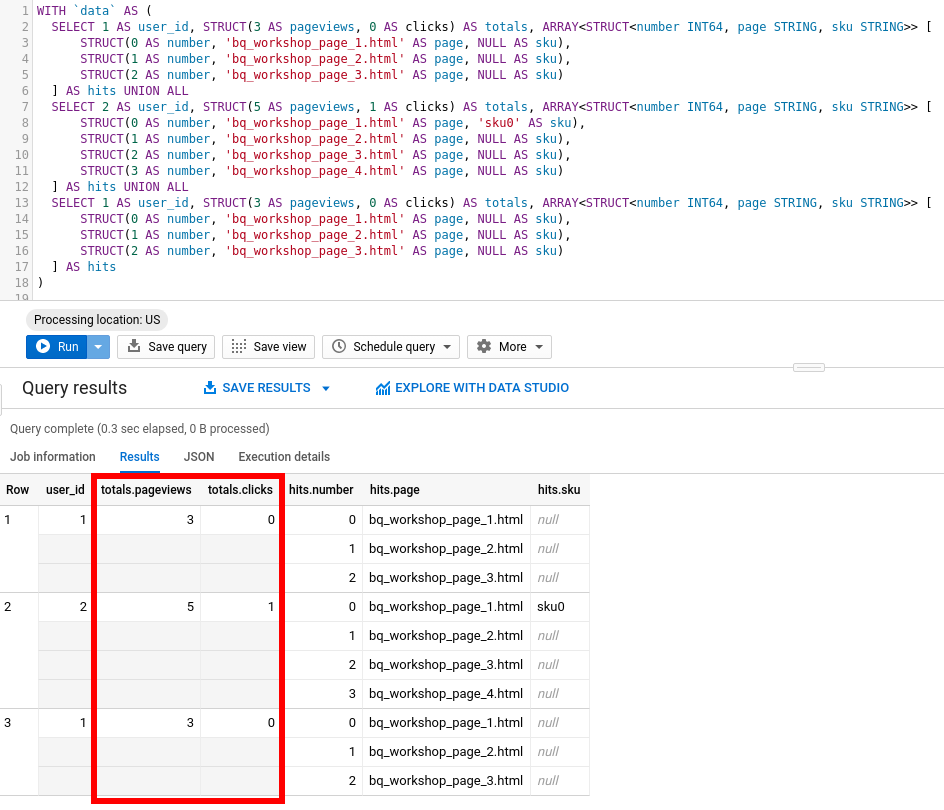 1 WITH `data` AS (
2   SELECT 1 AS user_id, STRUCT(3 AS pageviews, 0 AS clicks) AS totals, ARRAY<STRUCT<number INT64, page STRING, sku STRING>> [
3       STRUCT(0 AS number, 'bq_workshop_page_1.html' AS page, NULL AS sku),
4       STRUCT(1 AS number, 'bq_workshop_page_2.html' AS page, NULL AS sku),
5       STRUCT(2 AS number, 'bq_workshop_page_3.html' AS page, NULL AS sku)
6   ] AS hits UNION ALL
7   SELECT 2 AS user_id, STRUCT(5 AS pageviews, 1 AS clicks) AS totals, ARRAY<STRUCT<number INT64, page STRING, sku STRING>> [
8       STRUCT(0 AS number, 'bq_workshop_page_1.html' AS page, 'sku0' AS sku),
9       STRUCT(1 AS number, 'bq_workshop_page_2.html' AS page, NULL AS sku),
10       STRUCT(2 AS number, 'bq_workshop_page_3.html' AS page, NULL AS sku),
11       STRUCT(3 AS number, 'bq_workshop_page_4.html' AS page, NULL AS sku)
12   ] AS hits UNION ALL
13   SELECT 1 AS user_id, STRUCT(3 AS pageviews, 0 AS clicks) AS totals, ARRAY<STRUCT<number INT64, page STRING, sku STRING>> [
14       STRUCT(0 AS number, 'bq_workshop_page_1.html' AS page, NULL AS sku),
15       STRUCT(1 AS number, 'bq_workshop_page_2.html' AS page, NULL AS sku),
16       STRUCT(2 AS number, 'bq_workshop_page_3.html' AS page, NULL AS sku)
17   ] AS hits
18 )
19
Processing location: US
Run Save query Save view Schedule query More
Query results SAVE RESULTS EXPLORE WITH DATA STUDIO
Query complete (0.3 sec elapsed, 0 B processed)
Job information Results JSON Execution details
Row user_id totals.pageviews totals.clicks hits.number hits.page hits.sku
1 1 3 0 0 bq_workshop_page_1.html null
1 bq_workshop_page_2.html null
2 bq_workshop_page_3.html null
2 2 5 1 0 bq_workshop_page_1.html sku0
1 bq_workshop_page_2.html null
2 bq_workshop_page_3.html null
3 bq_workshop_page_4.html null
3 1 3 0 0 bq_workshop_page_1.html null
1 bq_workshop_page_2.html null
2 bq_workshop_page_3.html null